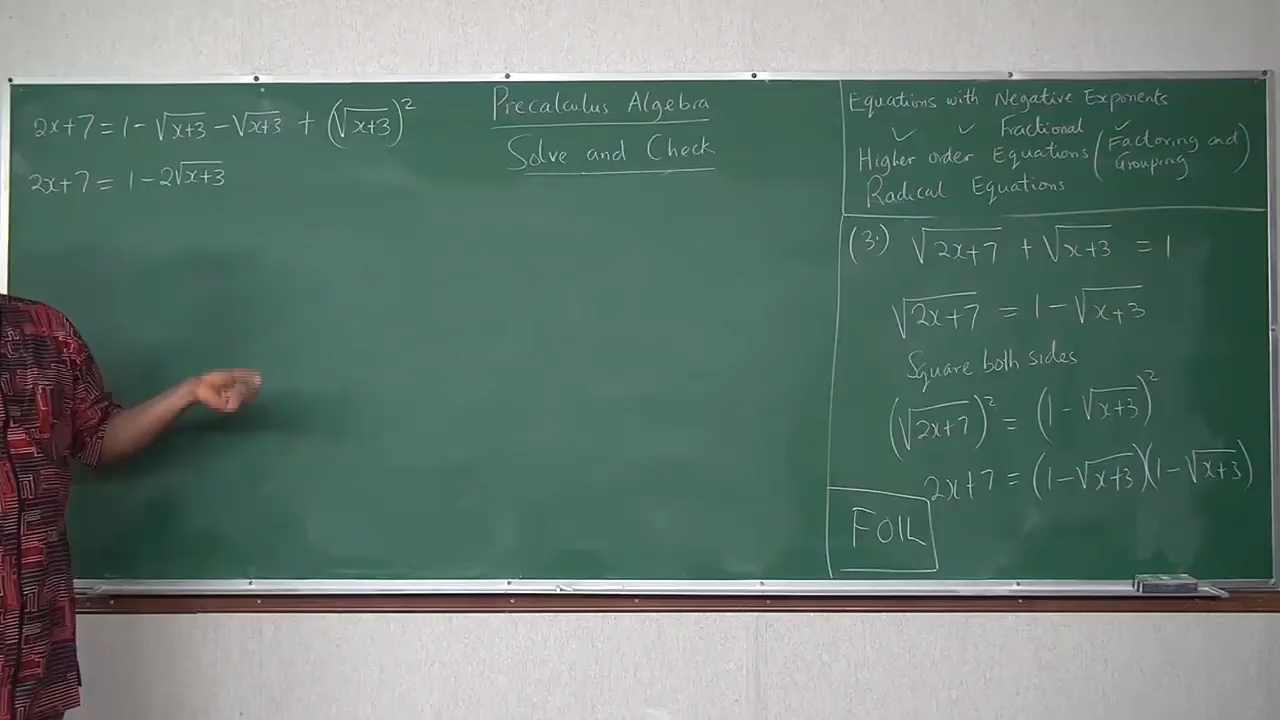 2x+7 = 1 - √(x+3) - √(x+3) + (√(x+3))²
2x+7 = 1 - 2√(x+3)
Precalculus Algebra
Solve and Check
Equations with Negative Exponents
✓ ✓ Fractional
Higher order Equations (✓ Factoring and Grouping)
Radical Equations
(3.) √(2x+7) + √(x+3) = 1
√(2x+7) = 1 - √(x+3)
Square both sides
(√(2x+7))² = (1 - √(x+3))²
2x+7 = (1-√(x+3))(1-√(x+3))
FOIL